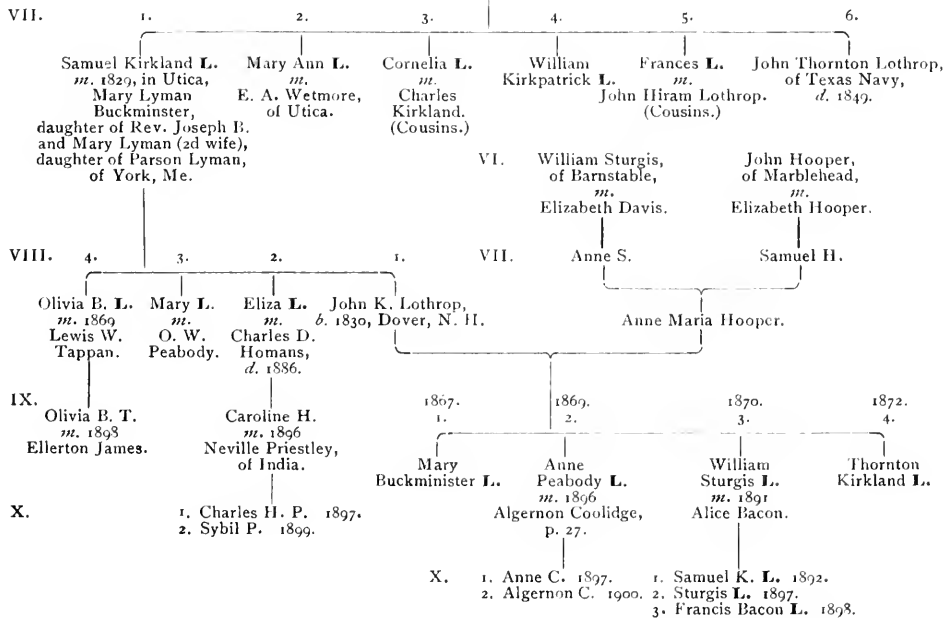 VII. 1. 2. 3. 4. 5. 6.
Samuel Kirkland L.
m. 1829, in Utica,
Mary Lyman
Buckminster,
daughter of Rev. Joseph B.
and Mary Lyman (2d wife),
daughter of Parson Lyman,
of York, Me.
Mary Ann L.
m.
E. A. Wetmore,
of Utica.
Cornelia L.
m.
Charles
Kirkland.
(Cousins.)
William
Kirkpatrick L.
Frances L.
m.
John Hiram Lothrop.
(Cousins.)
John Thornton Lothrop,
of Texas Navy,
d. 1849.
VI. William Sturgis,
of Barnstable,
m.
Elizabeth Davis.
John Hooper,
of Marblehead,
m.
Elizabeth Hooper.
VIII. 4. 3. 2. 1.
VII. Anne S. Samuel H.
Olivia B. L.
m. 1869
Lewis W.
Tappan.
Mary L.
m.
O. W.
Peabody.
Eliza L.
m.
Charles D.
Homans,
d. 1886.
John K. Lothrop,
b. 1830, Dover, N. H.
Anne Maria Hooper.
IX.
Olivia B. T.
m. 1898
Ellerton James.
Caroline H.
m. 1896
Neville Priestley,
of India.
1867. 1869. 1870. 1872.
1. 2. 3. 4.
Mary
Buckminister L.
Anne
Peabody L.
m. 1896
Algernon Coolidge,
p. 27.
William
Sturgis L.
m. 1891
Alice Bacon.
Thornton
Kirkland L.
X. 1. Charles H. P. 1897.
2. Sybil P. 1899.
X. 1. Anne C. 1897.
2. Algernon C. 1900.
1. Samuel K. L. 1892.
2. Sturgis L. 1897.
3. Francis Bacon L. 1898.